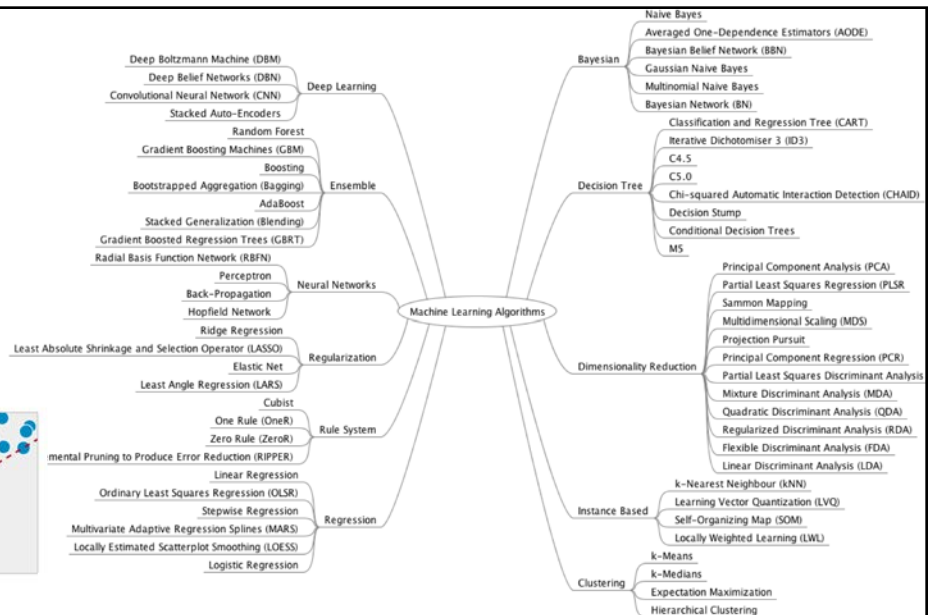 Deep Boltzmann Machine (DBM)
Deep Belief Networks (DBN)
Convolutional Neural Network (CNN)
Stacked Auto-Encoders
Deep Learning
Random Forest
Gradient Boosting Machines (GBM)
Boosting
Bootstrapped Aggregation (Bagging)
AdaBoost
Stacked Generalization (Blending)
Gradient Boosted Regression Trees (GBRT)
Ensemble
Radial Basis Function Network (RBFN)
Perceptron
Back-Propagation
Hopfield Network
Neural Networks
Ridge Regression
Least Absolute Shrinkage and Selection Operator (LASSO)
Elastic Net
Least Angle Regression (LARS)
Regularization
Cubist
One Rule (OneR)
Zero Rule (ZeroR)
mental Pruning to Produce Error Reduction (RIPPER)
Rule System
Linear Regression
Ordinary Least Squares Regression (OLSR)
Stepwise Regression
Multivariate Adaptive Regression Splines (MARS)
Locally Estimated Scatterplot Smoothing (LOESS)
Logistic Regression
Regression
Machine Learning Algorithms
Bayesian
Naive Bayes
Averaged One-Dependence Estimators (AODE)
Bayesian Belief Network (BBN)
Gaussian Naive Bayes
Multinomial Naive Bayes
Bayesian Network (BN)
Decision Tree
Classification and Regression Tree (CART)
Iterative Dichotomiser 3 (ID3)
C4.5
C5.0
Chi-squared Automatic Interaction Detection (CHAID)
Decision Stump
Conditional Decision Trees
M5
Dimensionality Reduction
Principal Component Analysis (PCA)
Partial Least Squares Regression (PLSR
Sammon Mapping
Multidimensional Scaling (MDS)
Projection Pursuit
Principal Component Regression (PCR)
Partial Least Squares Discriminant Analysis
Mixture Discriminant Analysis (MDA)
Quadratic Discriminant Analysis (QDA)
Regularized Discriminant Analysis (RDA)
Flexible Discriminant Analysis (FDA)
Linear Discriminant Analysis (LDA)
Instance Based
k-Nearest Neighbour (kNN)
Learning Vector Quantization (LVQ)
Self-Organizing Map (SOM)
Locally Weighted Learning (LWL)
Clustering
k-Means
k-Medians
Expectation Maximization
Hierarchical Clustering